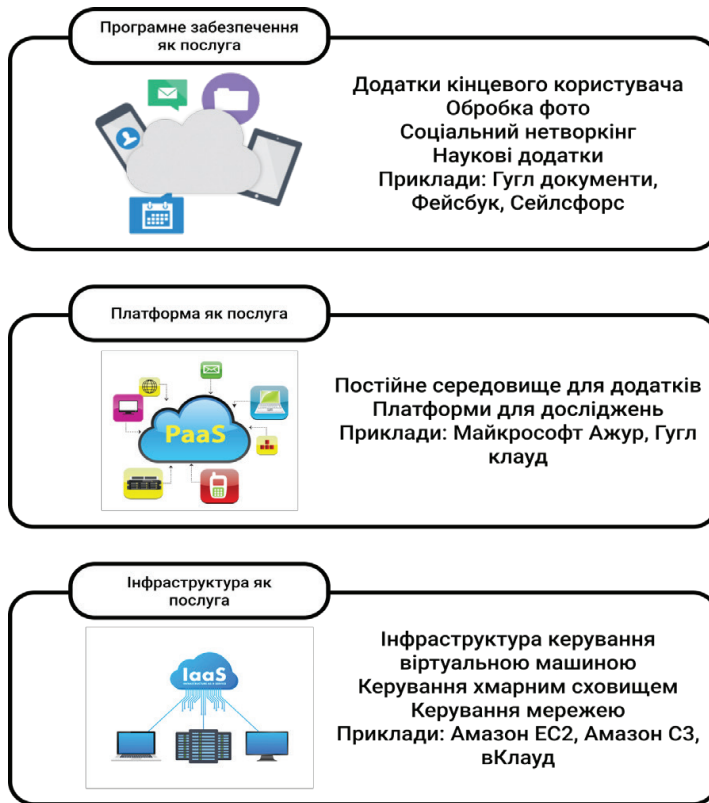 Програмне забезпечення
як послуга
Додатки кінцевого користувача
Обробка фото
Соціальний нетворкінг
Наукові додатки
Приклади: Гугл документи,
Фейсбук, Сейлсфорс
Платформа як послуга
PaaS
Постійне середовище для додатків
Платформи для досліджень
Приклади: Майкрософт Ажур, Гугл
клауд
Інфраструктура як
послуга
IaaS
Інфраструктура керування
віртуальною машиною
Керування хмарним сховищем
Керування мережею
Приклади: Амазон ЕС2, Амазон С3,
вКлауд